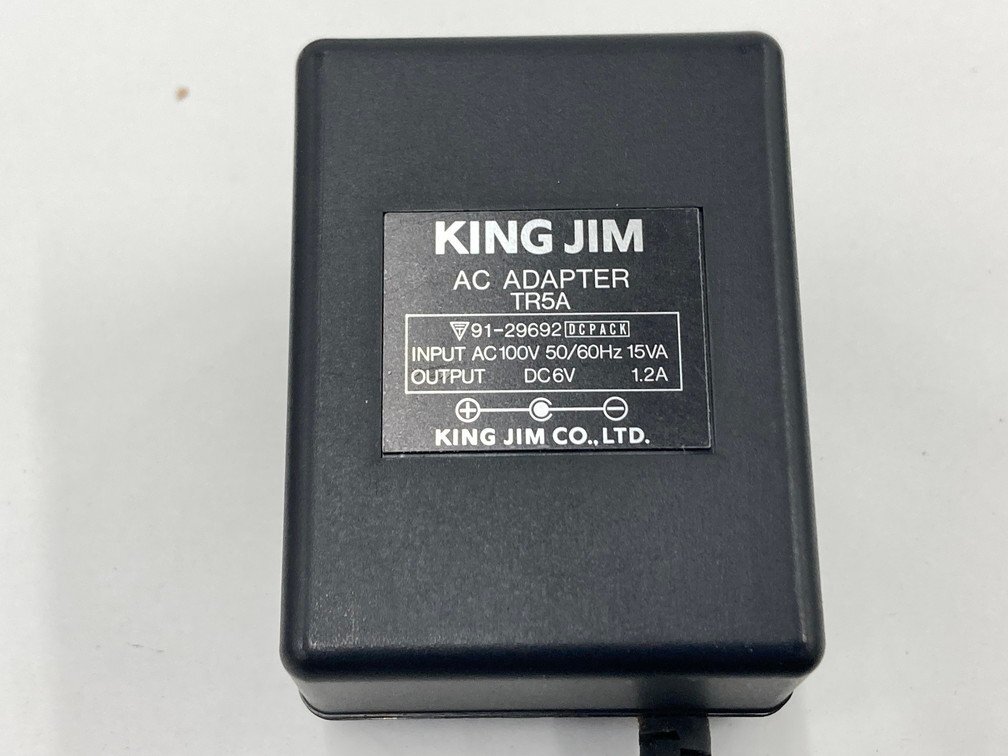 KING JIM
AC ADAPTER
TR5A
91-29692 DCPACK
INPUT AC100V 50/60Hz 15VA
OUTPUT DC6V 1.2A
KING JIM CO.,LTD.